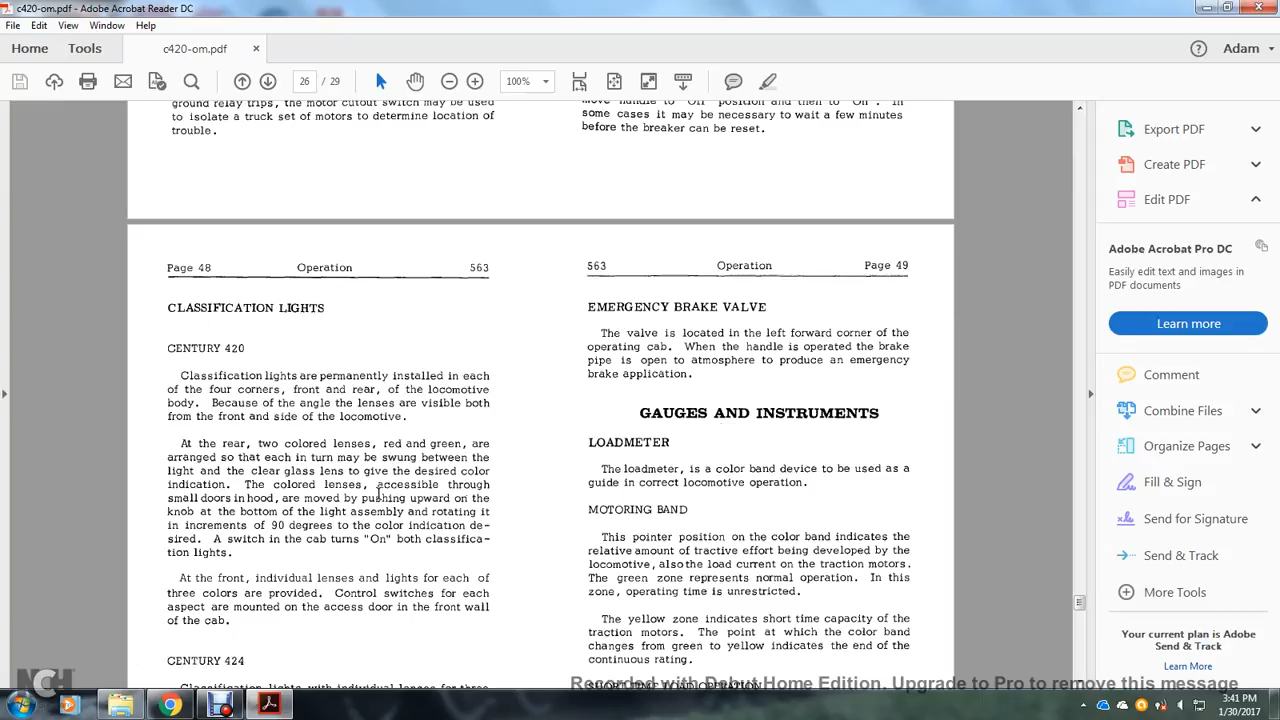 c420-om.pdf - Adobe Acrobat Reader DC
File Edit View Window Help
Home Tools c420-om.pdf × Adam
26 / 29 100%
ground relay trips, the motor cutout switch may be used
to isolate a truck set of motors to determine location of
trouble.
move handle to "Off" position and then to "On". In
some cases it may be necessary to wait a few minutes
before the breaker can be reset.
Page 48 Operation 563
CLASSIFICATION LIGHTS
CENTURY 420
Classification lights are permanently installed in each
of the four corners, front and rear, of the locomotive
body. Because of the angle the lenses are visible both
from the front and side of the locomotive.
At the rear, two colored lenses, red and green, are
arranged so that each in turn may be swung between the
light and the clear glass lens to give the desired color
indication. The colored lenses, accessible through
small doors in hood, are moved by pushing upward on the
knob at the bottom of the light assembly and rotating it
in increments of 90 degrees to the color indication de-
sired. A switch in the cab turns "On" both classifica-
tion lights.
At the front, individual lenses and lights for each of
three colors are provided. Control switches for each
aspect are mounted on the access door in the front wall
of the cab.
CENTURY 424
Classification lights with individual lenses for three
563 Operation Page 49
EMERGENCY BRAKE VALVE
The valve is located in the left forward corner of the
operating cab. When the handle is operated the brake
pipe is open to atmosphere to produce an emergency
brake application.
GAUGES AND INSTRUMENTS
LOADMETER
The loadmeter, is a color band device to be used as a
guide in correct locomotive operation.
MOTORING BAND
This pointer position on the color band indicates the
relative amount of tractive effort being developed by the
locomotive, also the load current on the traction motors.
The green zone represents normal operation. In this
zone, operating time is unrestricted.
The yellow zone indicates short time capacity of the
traction motors. The point at which the color band
changes from green to yellow indicates the end of the
continuous rating.
SHORT TIME LOAD OPERATION
Export PDF
Create PDF
Edit PDF
Adobe Acrobat Pro DC
Easily edit text and images in
PDF documents
Learn more
Comment
Combine Files
Organize Pages
Fill & Sign
Send for Signature
Send & Track
More Tools
Your current plan is Adobe
Send & Track
Learn More
NCH
Recorded with Debut Home Edition. Upgrade to Pro to remove this message
3:41 PM
1/30/2017